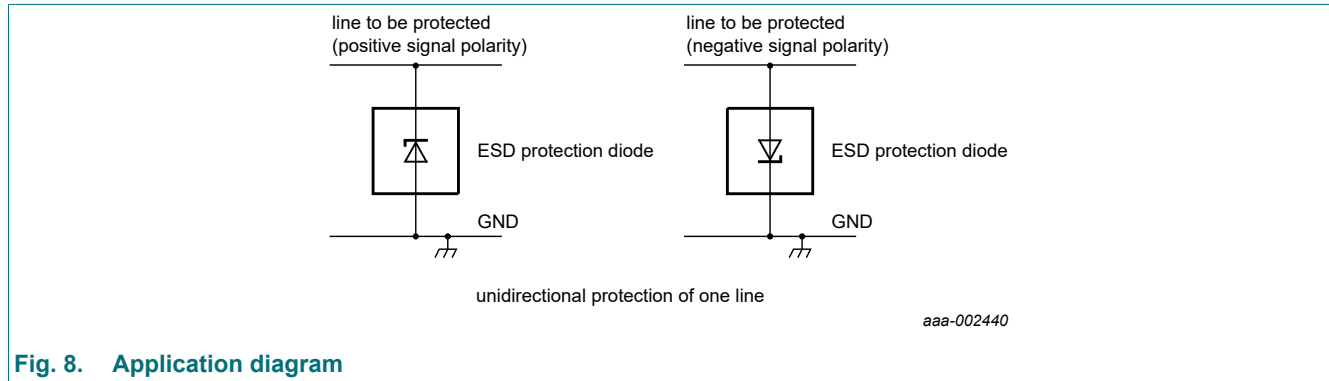 line to be protected
(positive signal polarity)
ESD protection diode
GND
line to be protected
(negative signal polarity)
ESD protection diode
GND
unidirectional protection of one line
aaa-002440
Fig. 8. Application diagram